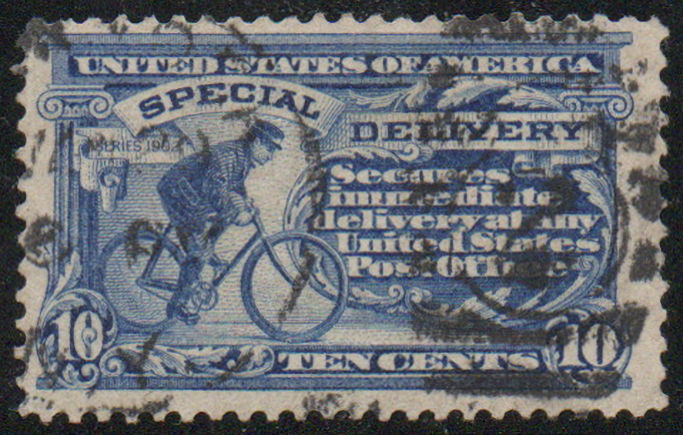 UNITED STATES OF AMERICA
SPECIAL
DELIVERY
SERIES 1902
Secures
immediate
delivery at any
United States
Post Office
10
TEN CENTS
10